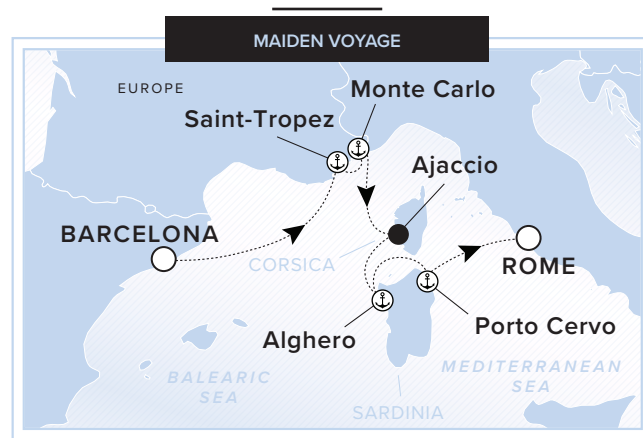 MAIDEN VOYAGE
EUROPE
Monte Carlo
Saint-Tropez
Ajaccio
BARCELONA
CORSICA
ROME
Alghero
Porto Cervo
BALEARIC
SEA
MEDITERRANEAN
SEA
SARDINIA